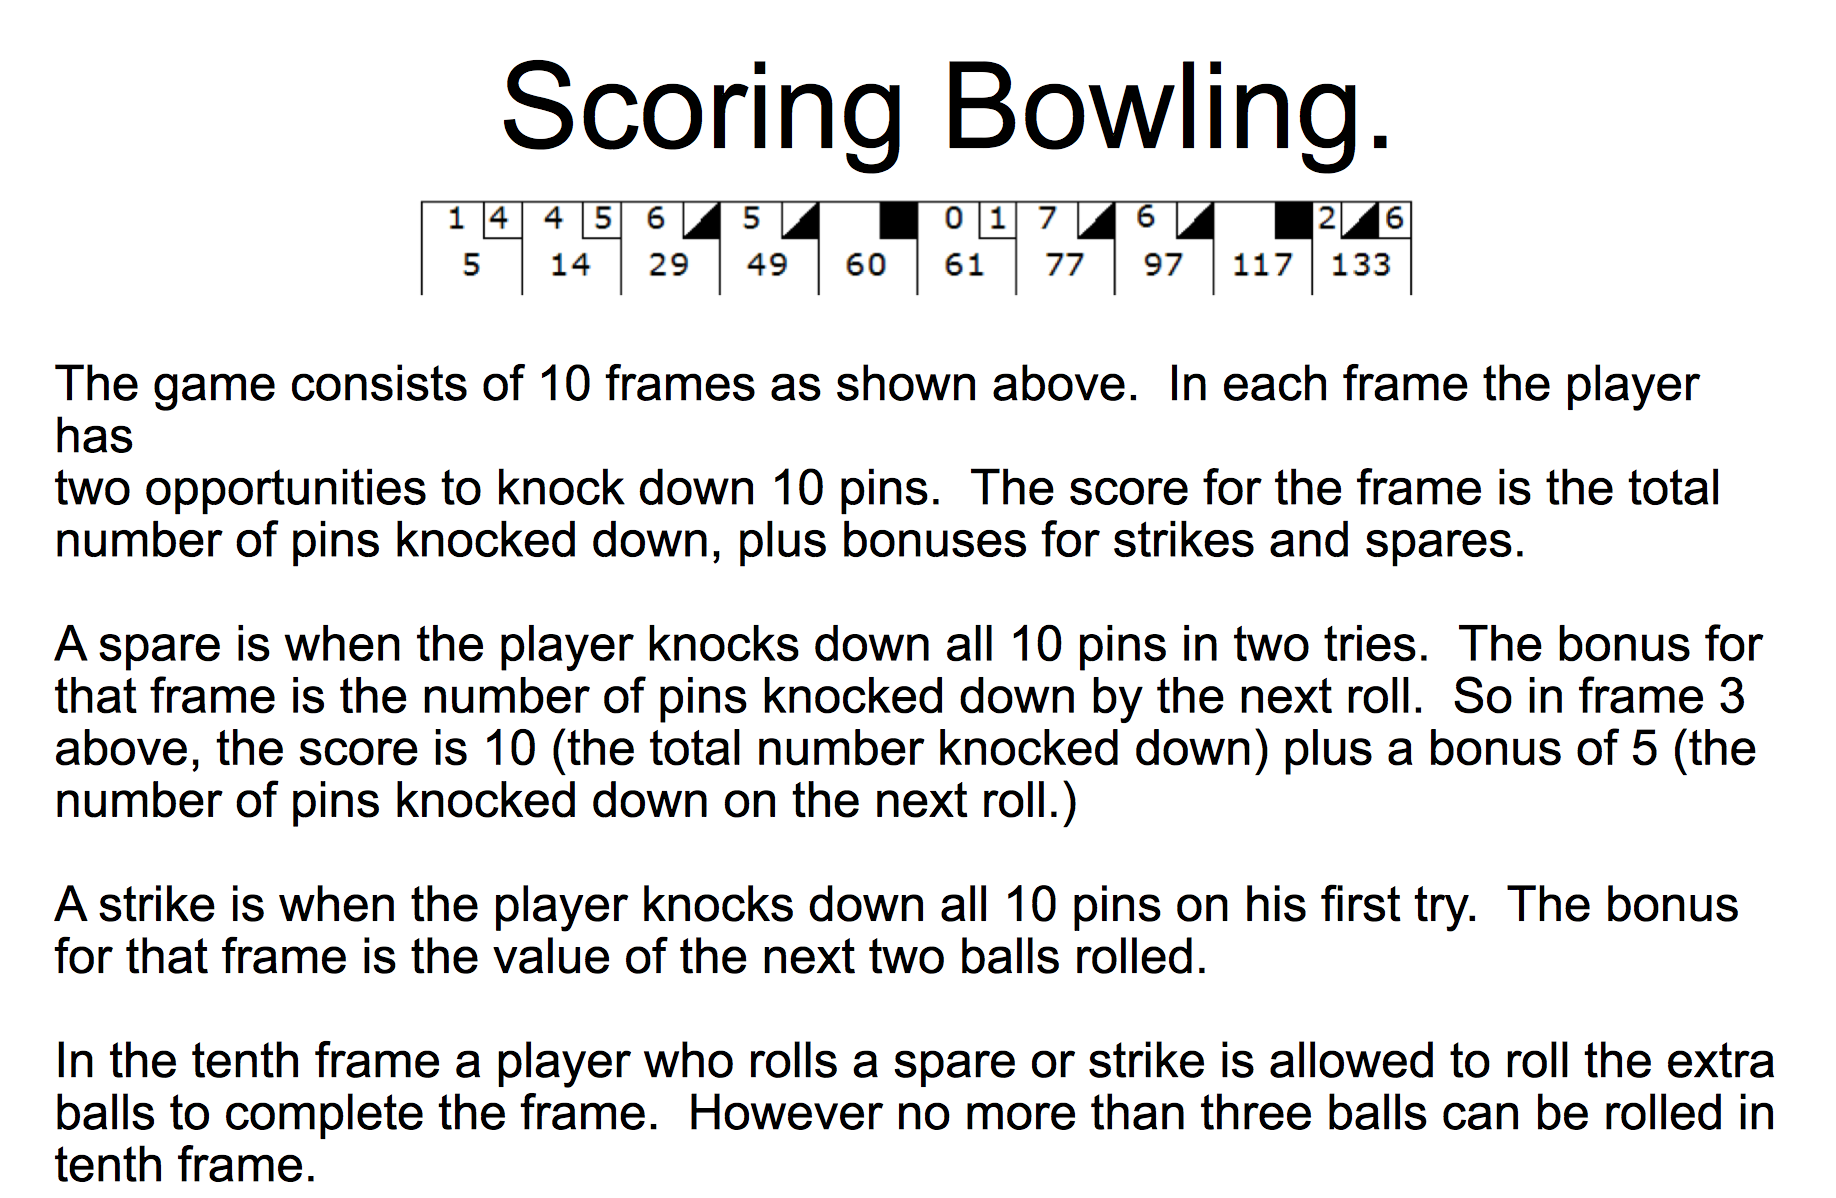 Scoring Bowling.
1 4 4 5 6 5 0 1 7 6 2 6
5 14 29 49 60 61 77 97 117 133
The game consists of 10 frames as shown above. In each frame the player
has
two opportunities to knock down 10 pins. The score for the frame is the total
number of pins knocked down, plus bonuses for strikes and spares.
A spare is when the player knocks down all 10 pins in two tries. The bonus for
that frame is the number of pins knocked down by the next roll. So in frame 3
above, the score is 10 (the total number knocked down) plus a bonus of 5 (the
number of pins knocked down on the next roll.)
A strike is when the player knocks down all 10 pins on his first try. The bonus
for that frame is the value of the next two balls rolled.
In the tenth frame a player who rolls a spare or strike is allowed to roll the extra
balls to complete the frame. However no more than three balls can be rolled in
tenth frame.